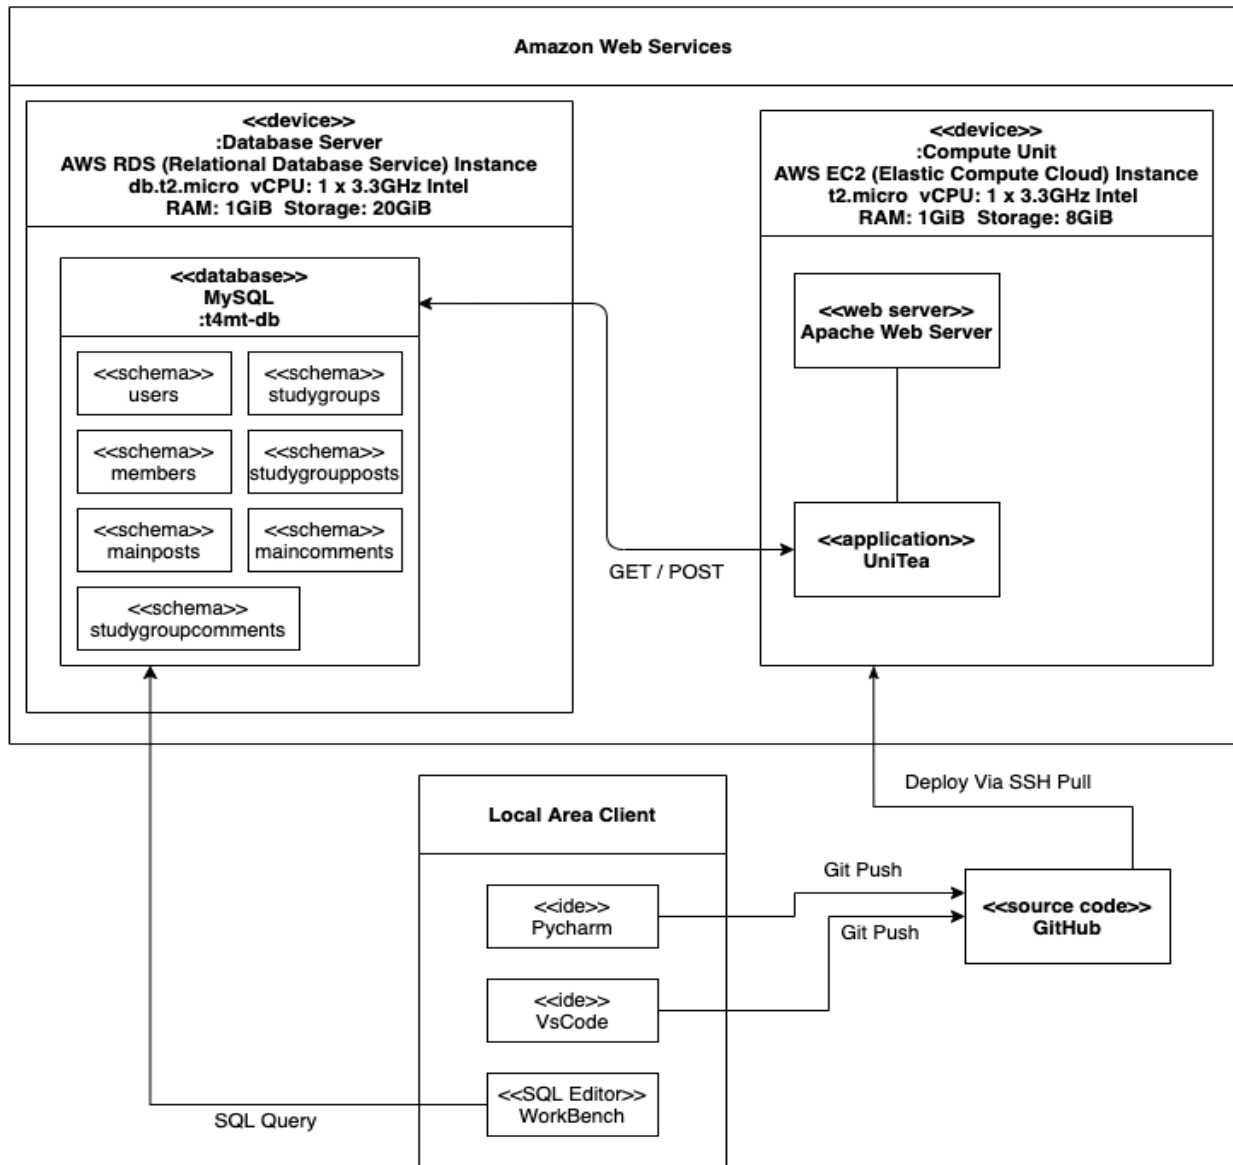 Amazon Web Services
<<device>>
:Database Server
AWS RDS (Relational Database Service) Instance
db.t2.micro  vCPU: 1 x 3.3GHz Intel
RAM: 1GiB  Storage: 20GiB
<<database>>
MySQL
:t4mt-db
<<schema>>
users
<<schema>>
studygroups
<<schema>>
members
<<schema>>
studygroupposts
<<schema>>
mainposts
<<schema>>
maincomments
<<schema>>
studygroupcomments
<<device>>
:Compute Unit
AWS EC2 (Elastic Compute Cloud) Instance
t2.micro  vCPU: 1 x 3.3GHz Intel
RAM: 1GiB  Storage: 8GiB
<<web server>>
Apache Web Server
<<application>>
UniTea
GET / POST
Deploy Via SSH Pull
Local Area Client
<<ide>>
Pycharm
<<ide>>
VsCode
<<SQL Editor>>
WorkBench
Git Push
Git Push
<<source code>>
GitHub
SQL Query